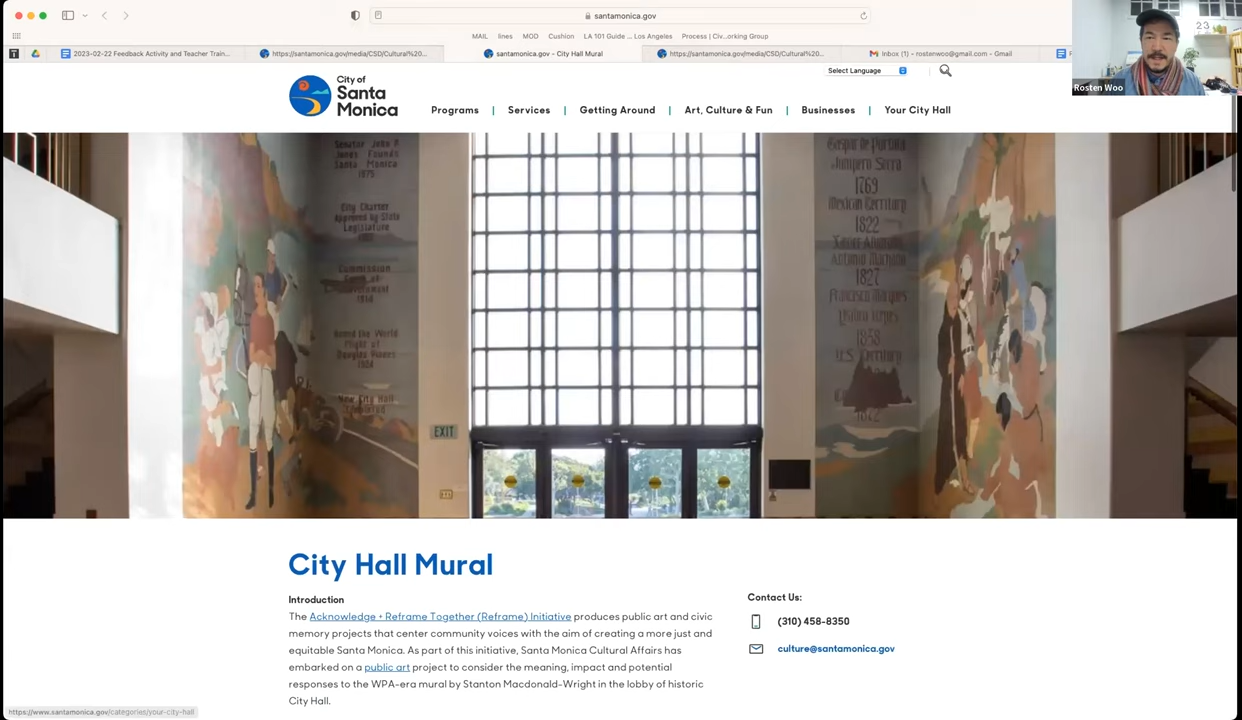 santamonica.gov
MAIL lines MGD Cushion LA 101 Guide ... Los Angeles Process | Civ...orking Group
2023-02-22 Feedback Activity and Teacher Train...
https://santamonica.gov/media/CSD/Cultural%20...
santamonica.gov - City Hall Mural
https://santamonica.gov/media/CSD/Cultural%20...
Inbox (1) - rostenwoo@gmail.com - Gmail
23
Rosten Woo
Select Language
City of
Santa
Monica
Programs | Services | Getting Around | Art, Culture & Fun | Businesses | Your City Hall
Senator John P.
Jones Founds
Santa Monica
1875
City Charter
Approved by State
Legislature
Commission
Government
1914
Round the World
Flight of
Douglas Planes
1924
New City Hall
EXIT
Gaspar de Portola
Junipero Serra
1769
Mexican Territory
1822
Antonio Machado
1827
Francisco Marquez
1838
U.S. Territory
1872
City Hall Mural
Introduction
The Acknowledge + Reframe Together (Reframe) Initiative produces public art and civic
memory projects that center community voices with the aim of creating a more just and
equitable Santa Monica. As part of this initiative, Santa Monica Cultural Affairs has
embarked on a public art project to consider the meaning, impact and potential
responses to the WPA-era mural by Stanton Macdonald-Wright in the lobby of historic
City Hall.
Contact Us:
(310) 458-8350
culture@santamonica.gov
https://www.santamonica.gov/categories/your-city-hall